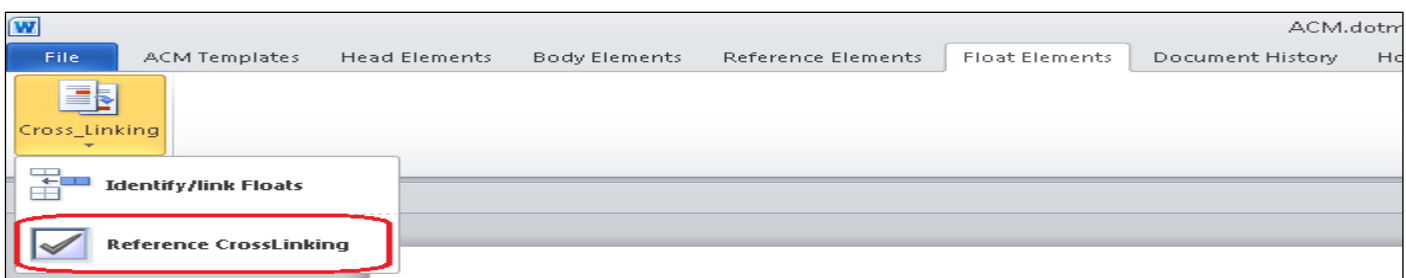 W
ACM.dotm
File ACM Templates Head Elements Body Elements Reference Elements Float Elements Document History
Cross_Linking
Identify/link Floats
Reference CrossLinking